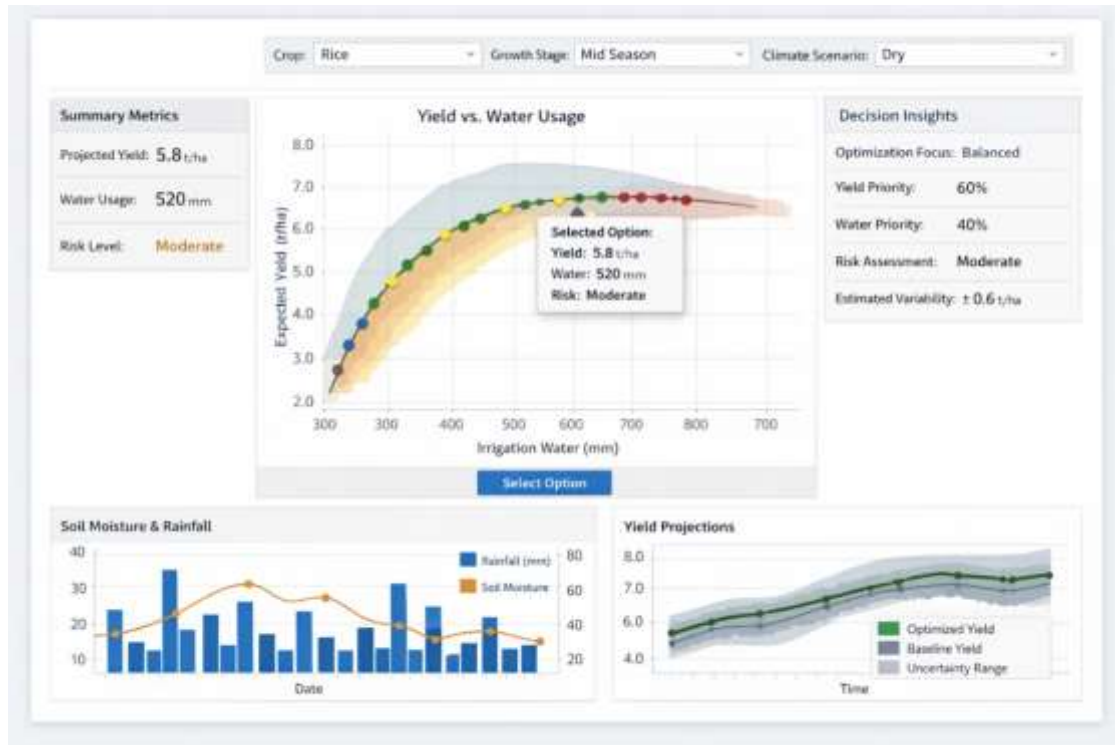 Crop: Rice Growth Stage: Mid Season Climate Scenario: Dry
Summary Metrics
Projected Yield: 5.8 t/ha
Water Usage: 520 mm
Risk Level: Moderate
Yield vs. Water Usage
8.0
7.0
6.0
5.0
4.0
3.0
2.0
Expected Yield (t/ha)
Selected Option:
Yield: 5.8 t/ha
Water: 520 mm
Risk: Moderate
300 300 400 500 600 700 800 700
Irrigation Water (mm)
Select Option
Decision Insights
Optimization Focus: Balanced
Yield Priority: 60%
Water Priority: 40%
Risk Assessment: Moderate
Estimated Variability: ± 0.6 t/ha
Soil Moisture & Rainfall
40
30
20
10
Rainfall (mm)
Soil Moisture
80
60
40
20
Date
Yield Projections
8.0
7.0
6.0
4.0
Optimized Yield
Baseline Yield
Uncertainty Range
Time